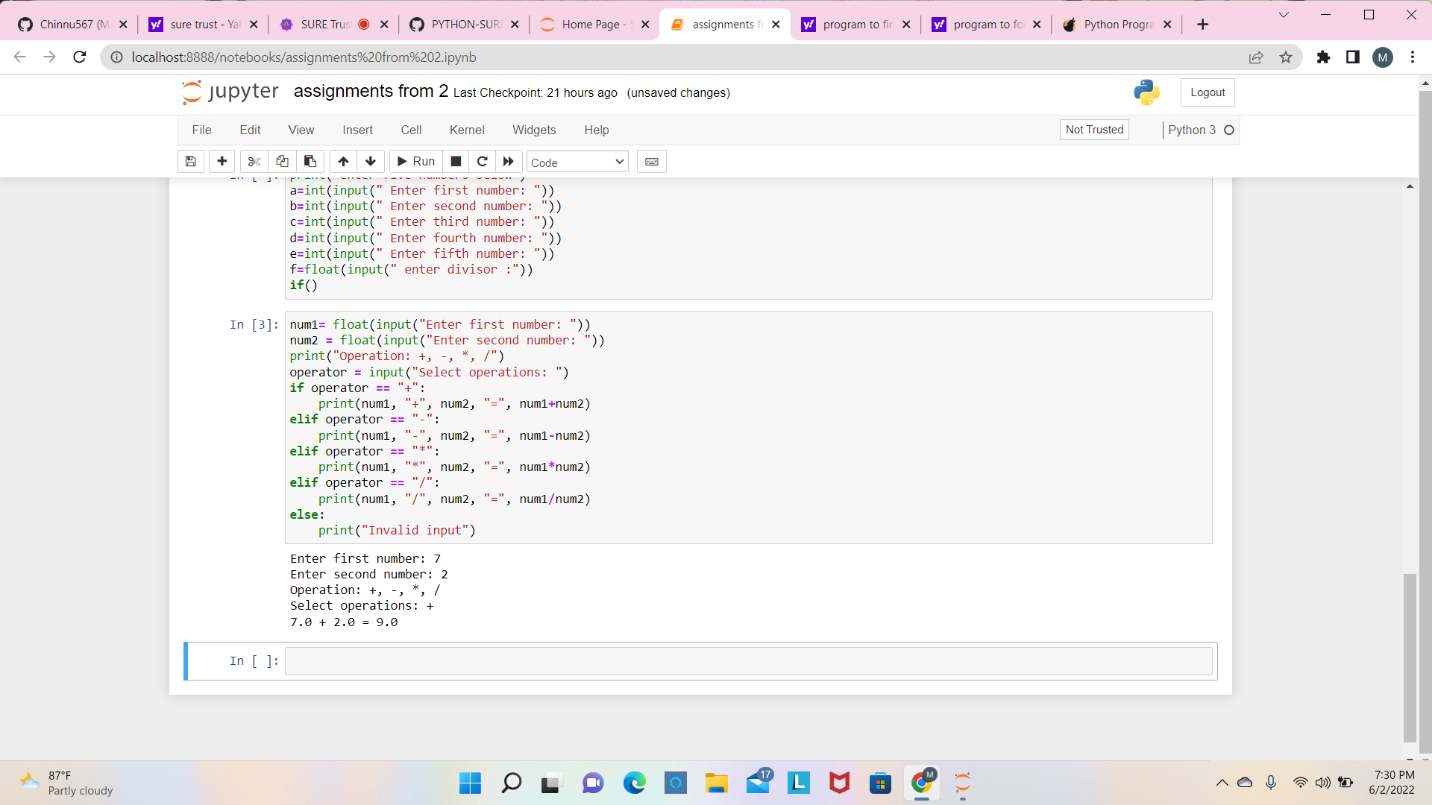 Chinnu567 (M
sure trust - Ya
SURE Trus
PYTHON-SUR
Home Page - S
assignments f
program to fin
program to fo
Python Progra
localhost:8888/notebooks/assignments%20from%202.ipynb
M
jupyter assignments from 2 Last Checkpoint: 21 hours ago (unsaved changes)
Logout
File Edit View Insert Cell Kernel Widgets Help
Not Trusted
Python 3
Run
Code
a=int(input(" Enter first number: "))
b=int(input(" Enter second number: "))
c=int(input(" Enter third number: "))
d=int(input(" Enter fourth number: "))
e=int(input(" Enter fifth number: "))
f=float(input(" enter divisor :"))
if()
In [3]:
num1= float(input("Enter first number: "))
num2 = float(input("Enter second number: "))
print("Operation: +, -, *, /")
operator = input("Select operations: ")
if operator == "+":
    print(num1, "+", num2, "=", num1+num2)
elif operator == "-":
    print(num1, "-", num2, "=", num1-num2)
elif operator == "*":
    print(num1, "*", num2, "=", num1*num2)
elif operator == "/":
    print(num1, "/", num2, "=", num1/num2)
else:
    print("Invalid input")
Enter first number: 7
Enter second number: 2
Operation: +, -, *, /
Select operations: +
7.0 + 2.0 = 9.0
In [ ]:
87°F
Partly cloudy
17
L
M
7:30 PM
6/2/2022